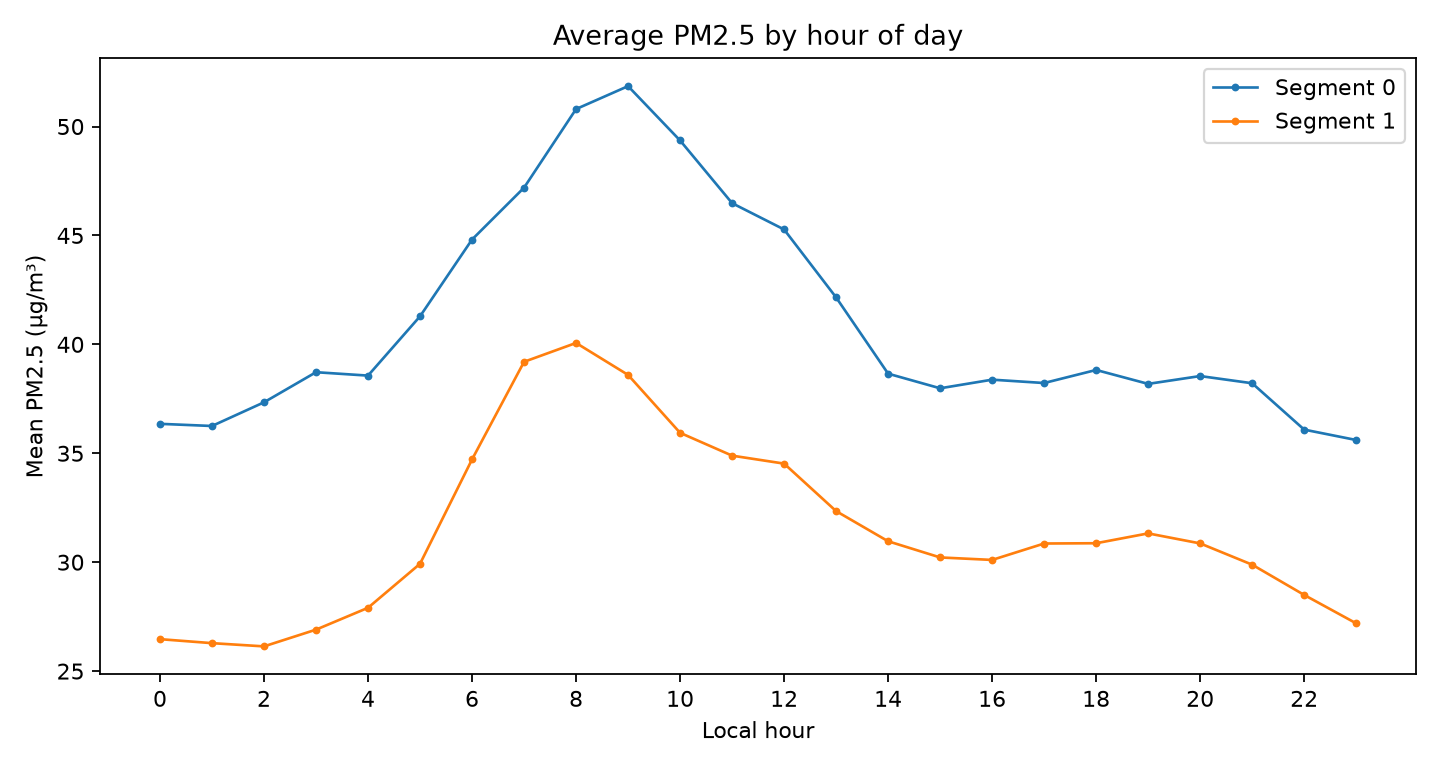 Average PM2.5 by hour of day
Segment 0
Segment 1
Mean PM2.5 (µg/m³)
50
45
40
35
30
25
0 2 4 6 8 10 12 14 16 18 20 22
Local hour